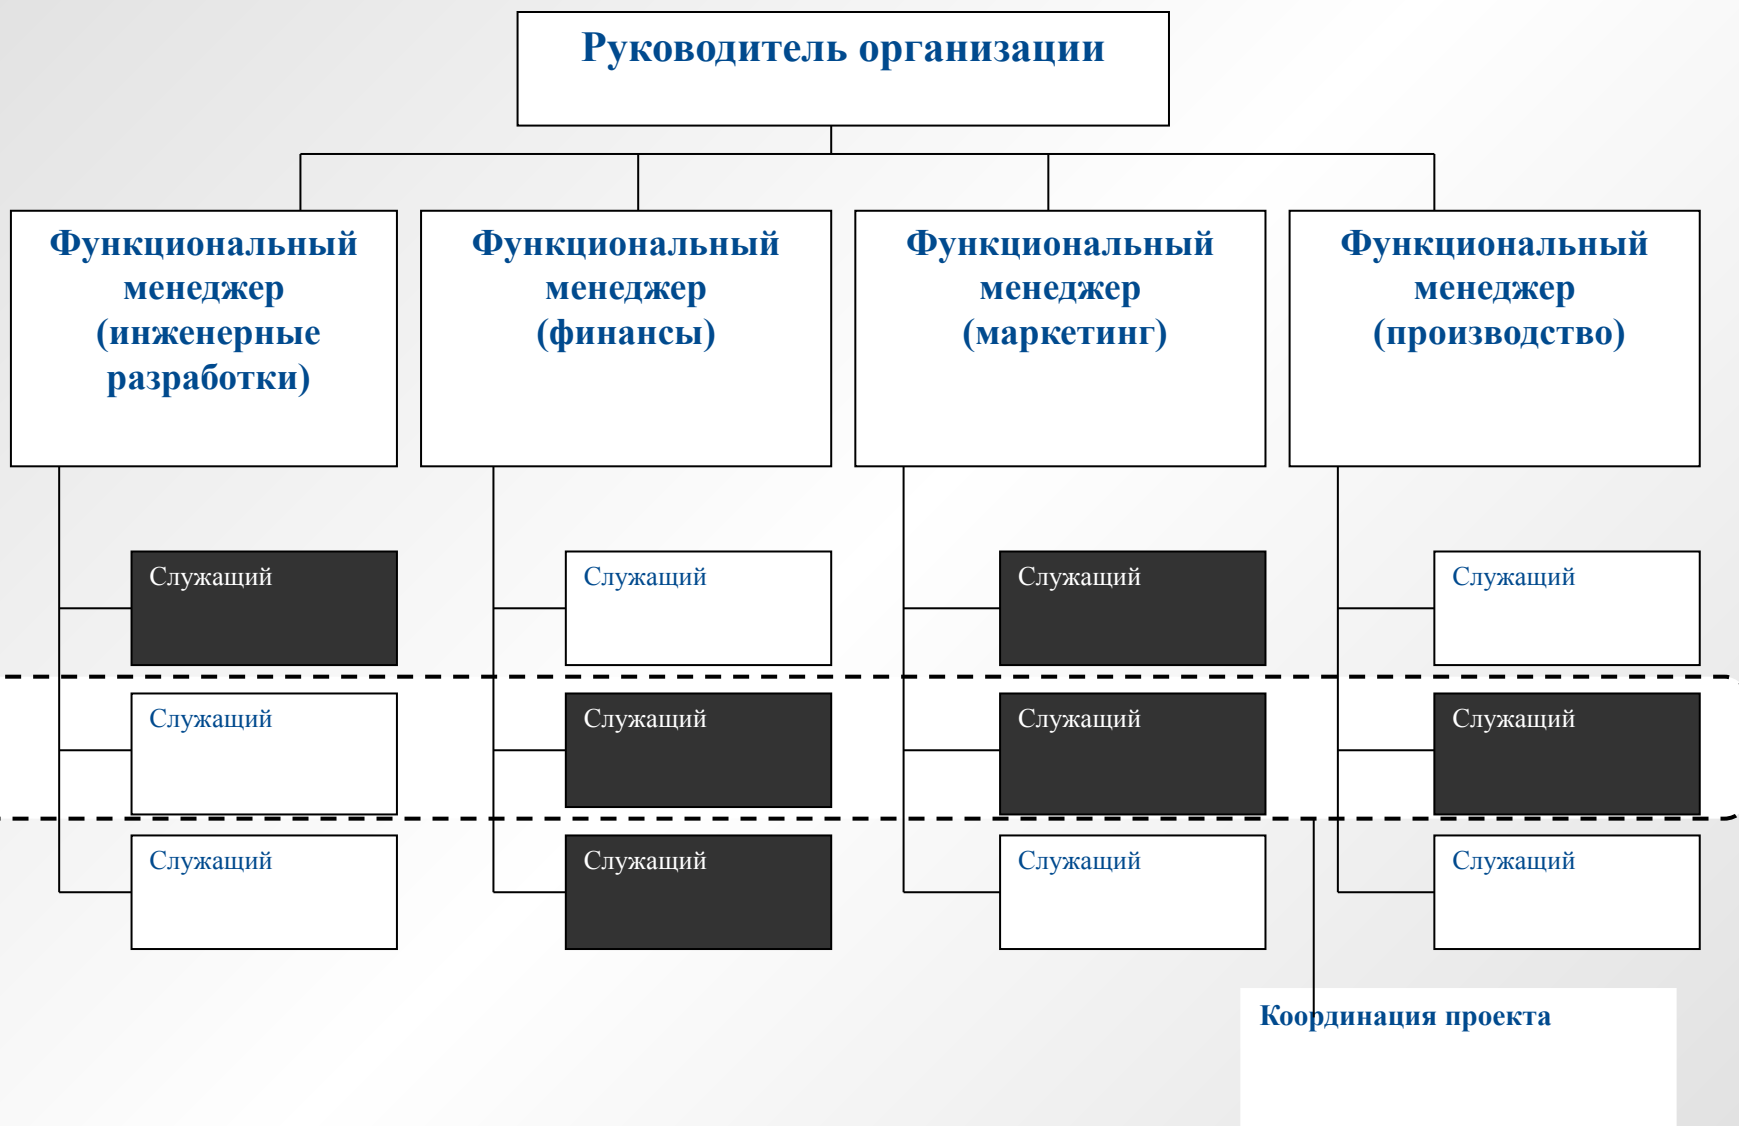 Руководитель организации
Функциональный
менеджер
(инженерные
разработки)
Функциональный
менеджер
(финансы)
Функциональный
менеджер
(маркетинг)
Функциональный
менеджер
(производство)
Служащий
Служащий
Служащий
Служащий
Служащий
Служащий
Служащий
Служащий
Служащий
Служащий
Служащий
Служащий
Координация проекта